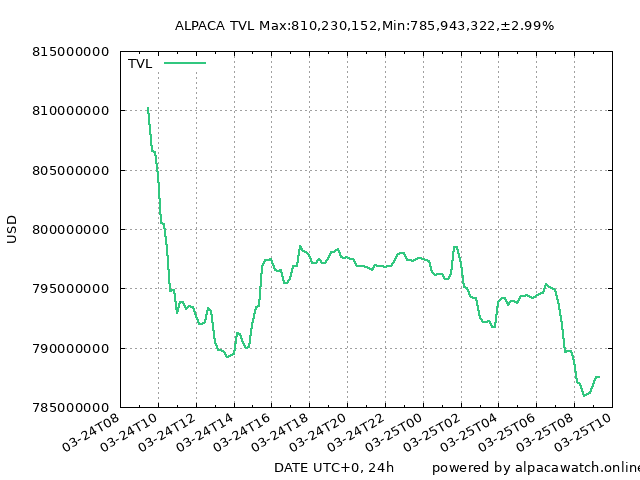 ALPACA TVL Max:810,230,152,Min:785,943,322,±2.99%
TVL
815000000
810000000
805000000
800000000
795000000
790000000
785000000
USD
03-24T08
03-24T10
03-24T12
03-24T14
03-24T16
03-24T18
03-24T20
03-24T22
03-25T00
03-25T02
03-25T04
03-25T06
03-25T08
03-25T10
DATE UTC+0, 24h
powered by alpacawatch.online